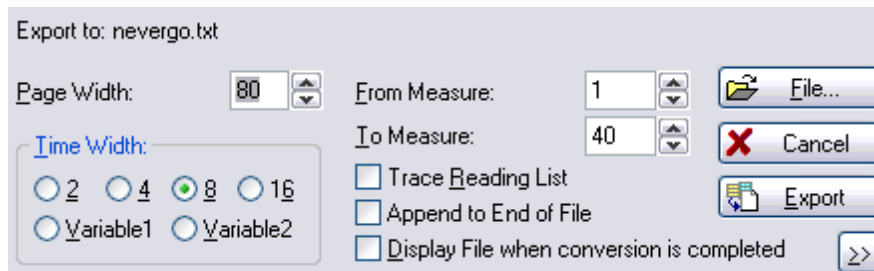 Export to: nevergo.txt
Page Width: 80
From Measure: 1
File...
To Measure: 40
Cancel
Time Width:
2 4 8 16
Variable1 Variable2
Trace Reading List
Append to End of File
Display File when conversion is completed
Export
>>